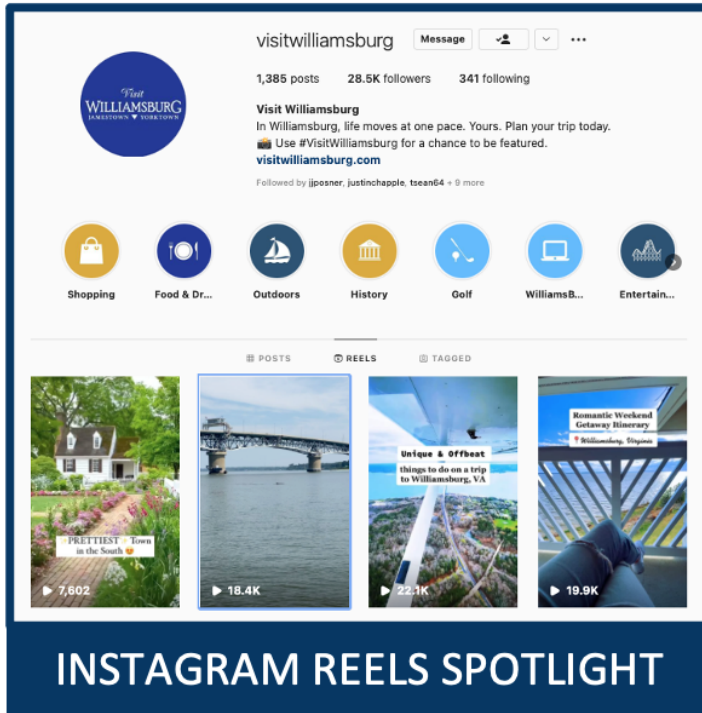 visitwilliamsburg Message
1,385 posts 28.5K followers 341 following
Visit
WILLIAMSBURG
JAMESTOWN ♥ YORKTOWN
Visit Williamsburg
In Williamsburg, life moves at one pace. Yours. Plan your trip today.
📸 Use #VisitWilliamsburg for a chance to be featured.
visitwilliamsburg.com
Followed by jjposner, justinchapple, tsean64 + 9 more
Shopping Food & Dr... Outdoors History Golf WilliamsB... Entertain...
POSTS REELS TAGGED
✨PRETTIEST✨ Town
in the South 😍
7,602
18.4K
Unique & Offbeat
things to do on a trip
to Williamsburg, VA
22.1K
Romantic Weekend
Getaway Itinerary
📍Williamsburg, Virginia
19.9K
INSTAGRAM REELS SPOTLIGHT